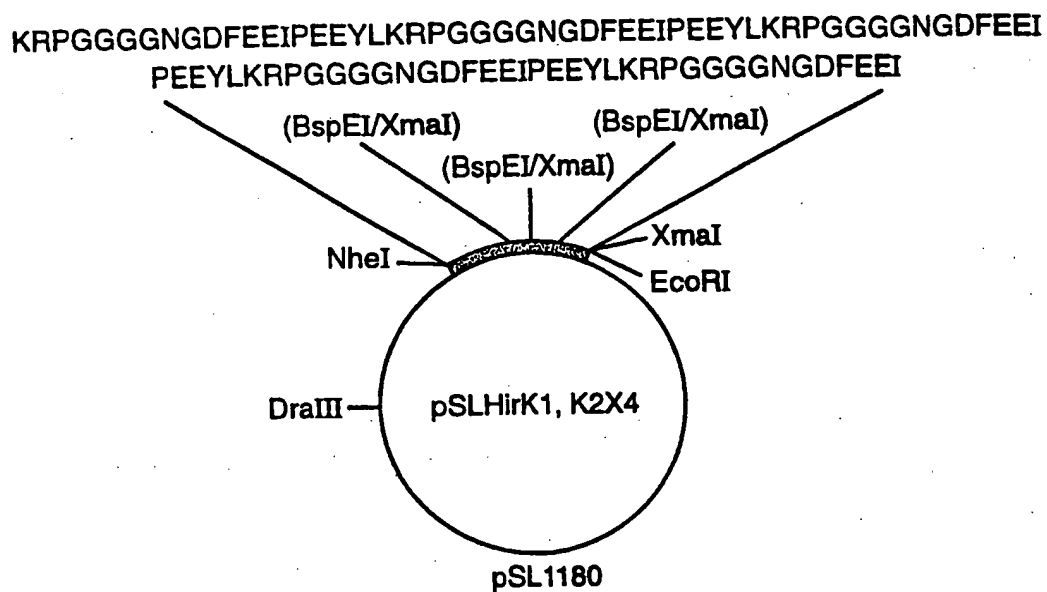 KRPGGGGNGDFEEIPEEYLKRPGGGGNGDFEEIPEEYLKRPGGGGNGDFEEI
PEEYLKRPGGGGNGDFEEIPEEYLKRPGGGGNGDFEEI
(BspEI/XmaI)
(BspEI/XmaI)
(BspEI/XmaI)
NheI
XmaI
EcoRI
DraIII
pSLHirK1, K2X4
pSL1180